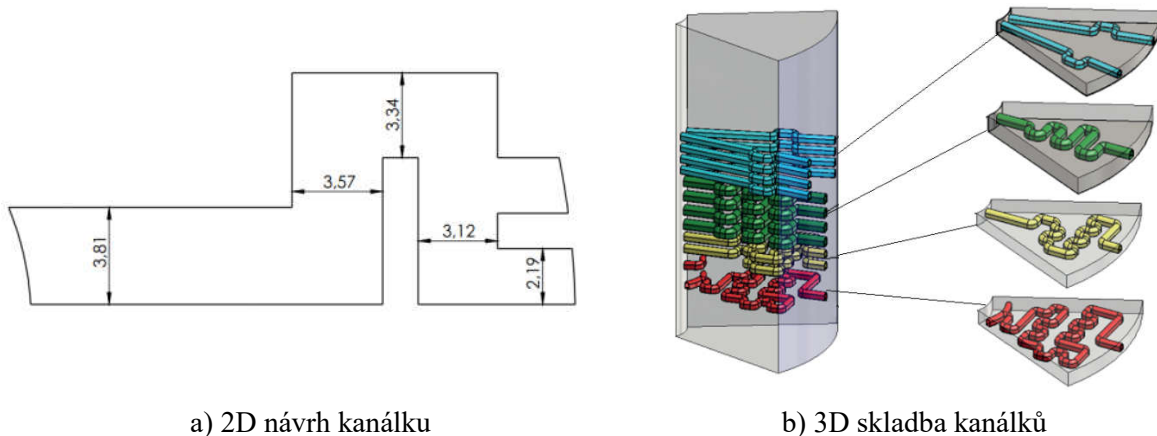 3,34
3,57
3,81
3,12
2,19
a) 2D návrh kanálku
b) 3D skladba kanálků